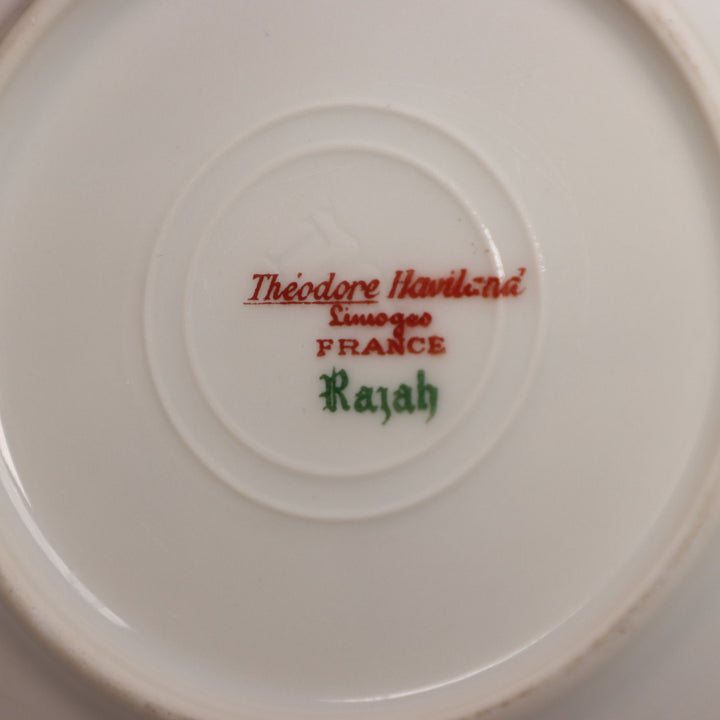 Théodore Haviland
Limoges
FRANCE
Rajah